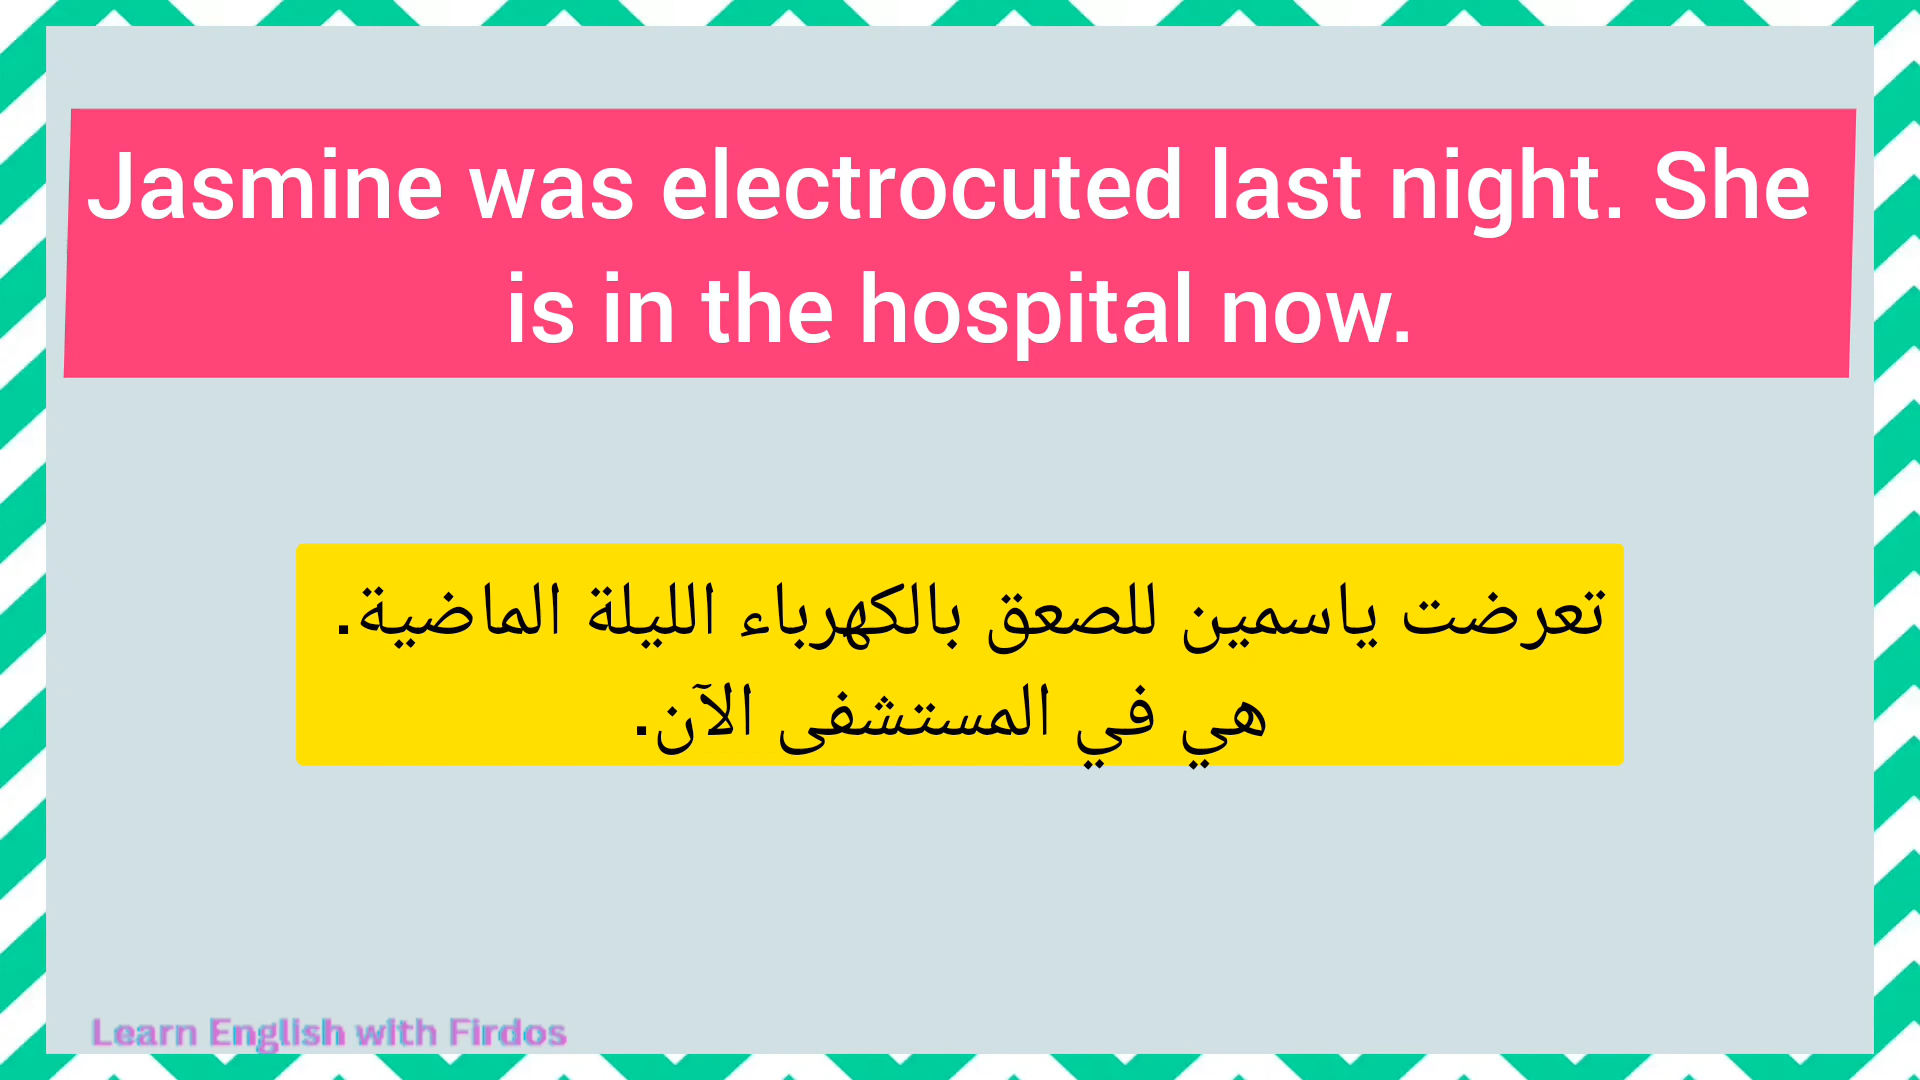 Jasmine was electrocuted last night. She
is in the hospital now.
تعرضت ياسمين للصعق بالكهرباء الليلة الماضية.
هي في المستشفى الآن.
Learn English with Firdos